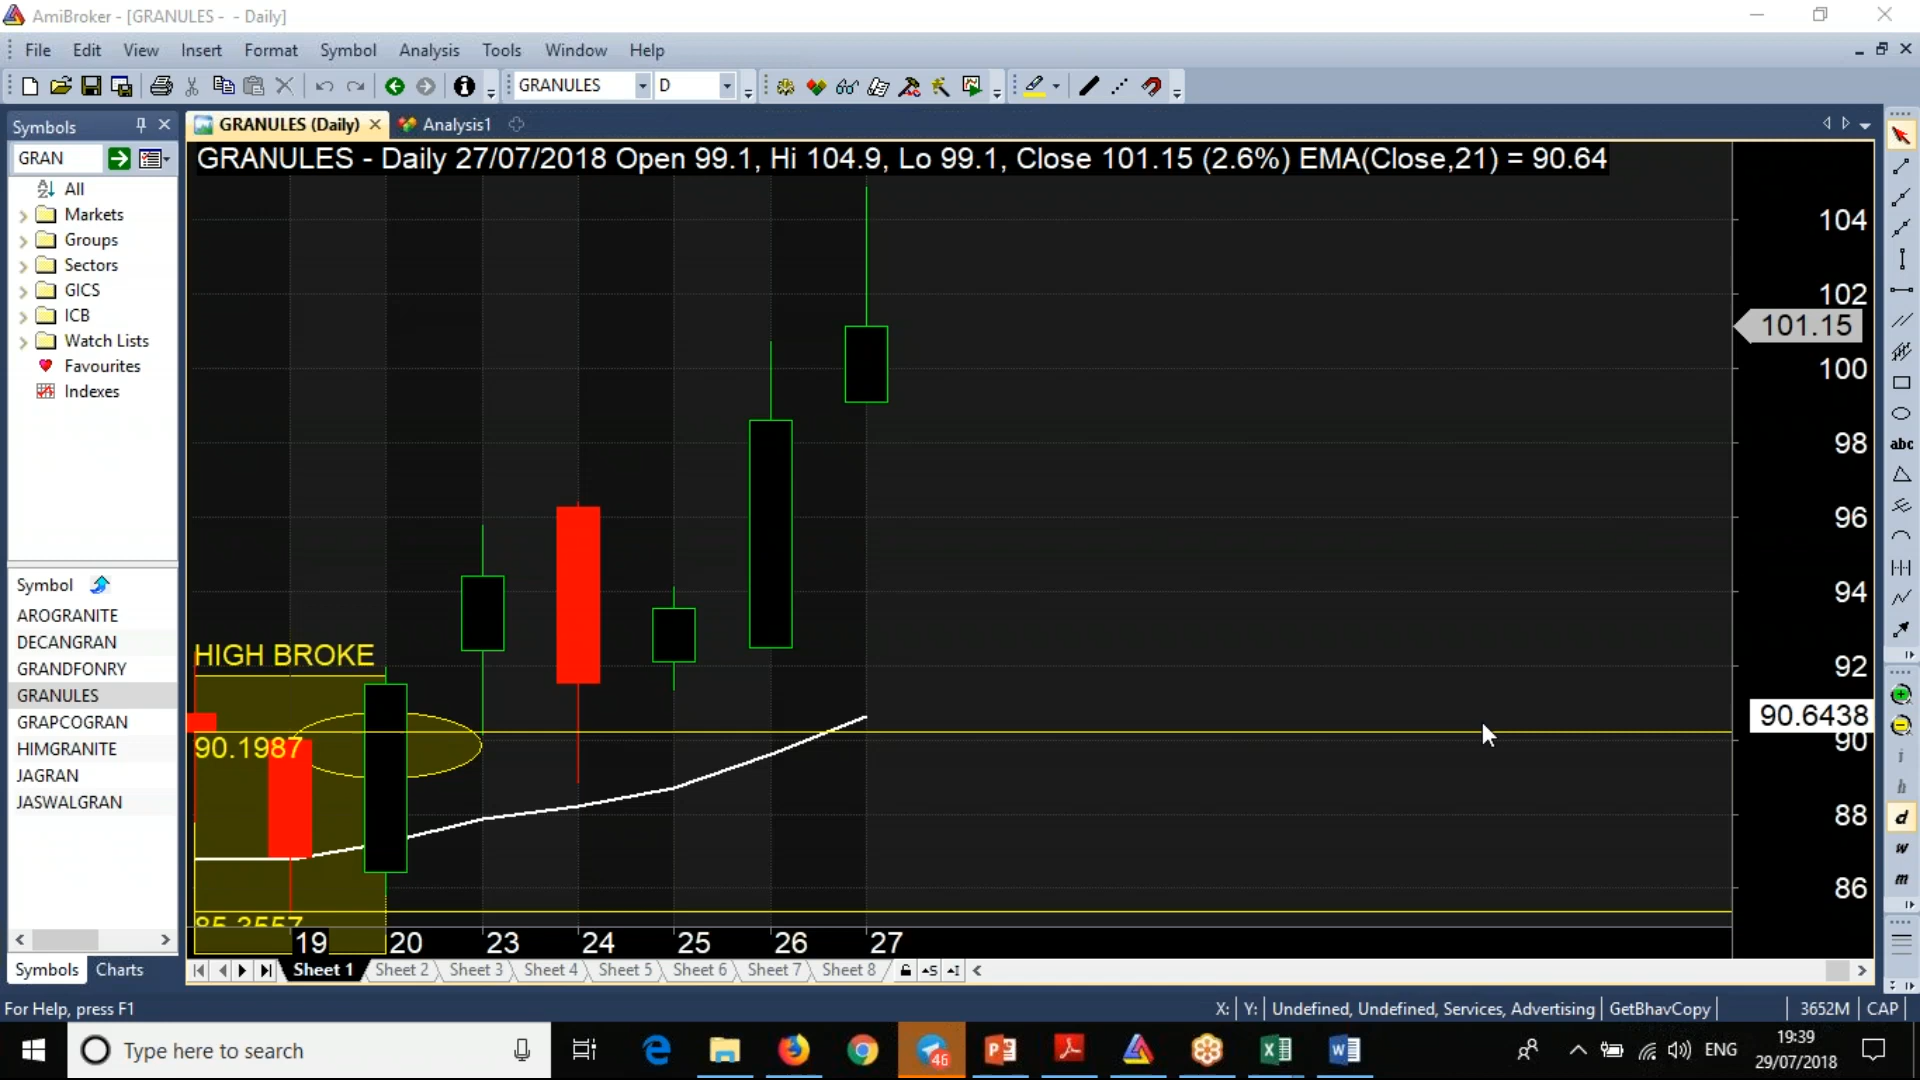 AmiBroker - [GRANULES - - Daily]
File Edit View Insert Format Symbol Analysis Tools Window Help
GRANULES D
Symbols
GRANULES (Daily) Analysis1
GRAN
GRANULES - Daily 27/07/2018 Open 99.1, Hi 104.9, Lo 99.1, Close 101.15 (2.6%) EMA(Close,21) = 90.64
All
Markets
Groups
Sectors
GICS
ICB
Watch Lists
Favourites
Indexes
Symbol
AROGRANITE
DECANGRAN
GRANDFONRY
GRANULES
GRAPCOGRAN
HIMGRANITE
JAGRAN
JASWALGRAN
Symbols Charts
HIGH BROKE
90.1987
85.3557
104
102
101.15
100
98
96
94
92
90.6438
90
88
86
19 20 23 24 25 26 27
abc
i
h
d
w
m
Sheet 1 Sheet 2 Sheet 3 Sheet 4 Sheet 5 Sheet 6 Sheet 7 Sheet 8
For Help, press F1
X: Y: Undefined, Undefined, Services, Advertising GetBhavCopy 3652M CAP
Type here to search
46
ENG
19:39
29/07/2018